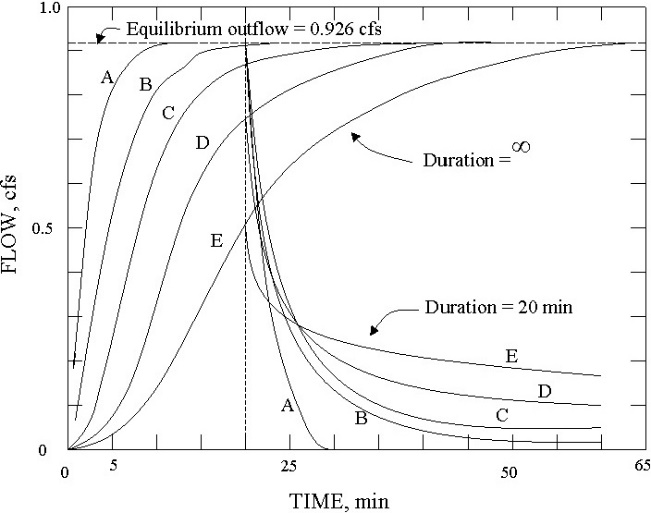 1.0
Equilibrium outflow = 0.926 cfs
A
B
C
D
Duration = ∞
0.5
E
FLOW, cfs
Duration = 20 min
E
D
A
B
C
0
0
5
25
50
65
TIME, min